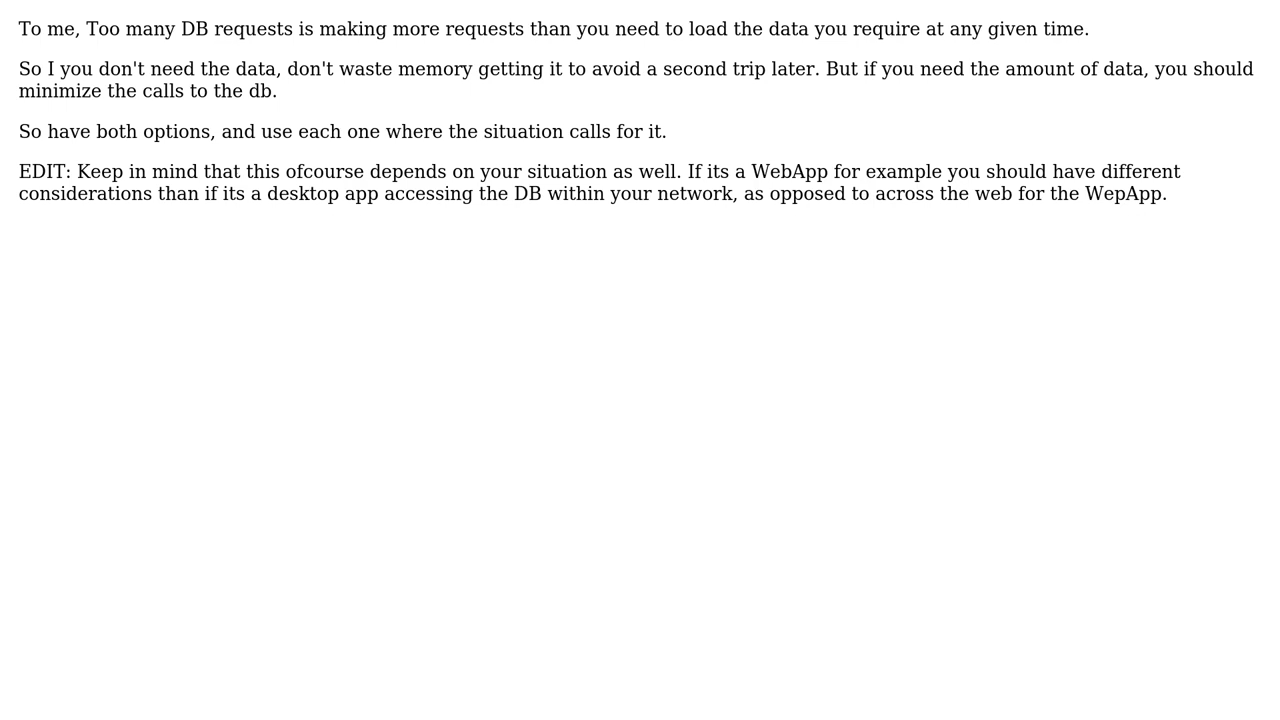 To me, Too many DB requests is making more requests than you need to load the data you require at any given time.
So I you don't need the data, don't waste memory getting it to avoid a second trip later. But if you need the amount of data, you should
minimize the calls to the db.
So have both options, and use each one where the situation calls for it.
EDIT: Keep in mind that this ofcourse depends on your situation as well. If its a WebApp for example you should have different
considerations than if its a desktop app accessing the DB within your network, as opposed to across the web for the WepApp.